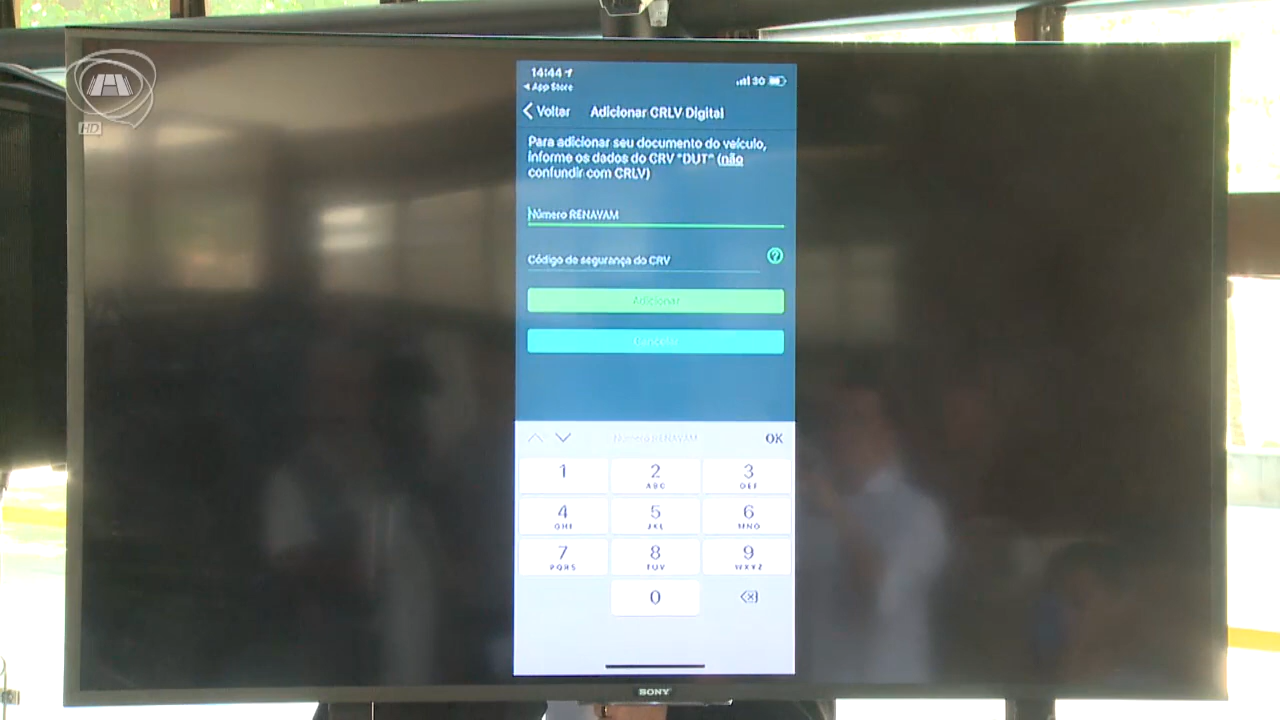 HD
14:44
30
App Store
Voltar
Adicionar CRLV Digital
Para adicionar seu documento do veículo,
informe os dados do CRV "DUT" (não
confundir com CRLV)
Número RENAVAM
Código de segurança do CRV
?
Adicionar
Cancelar
Número RENAVAM
OK
1
2
3
ABC
DEF
4
5
6
GHI
JKL
MNO
7
8
9
PQRS
TUV
WXYZ
0
SONY